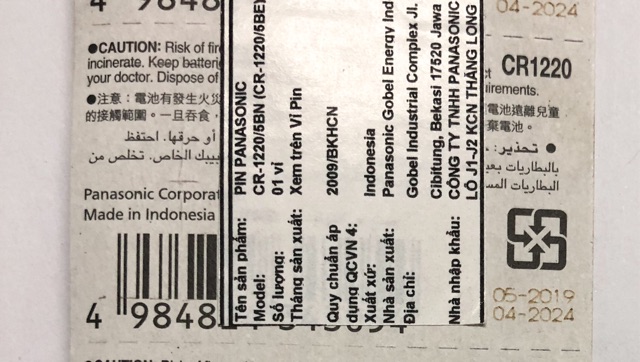 4 9848
04-2024
●CAUTION: Risk of fire
incinerate. Keep batteri
your doctor. Dispose of
●注意：電池有發生火災
的接觸範圍。一旦吞食，
أو حرقها. احتفظ
الخاص. تخلص من
Panasonic Corporat
Made in Indonesia
4 9848
Tên sản phẩm: PIN PANASONIC
Model: CR-1220/5BN (CR-1220/5BE)
Số lượng: 01 vỉ
Tháng sản xuất: Xem trên Vỉ Pin
Quy chuẩn áp
dụng QCVN 4: 2009/BKHCN
Xuất xứ: Indonesia
Nhà sản xuất: Panasonic Gobel Energy Ind
Địa chỉ: Gobel Industrial Complex Jl.
Cibitung, Bekasi 17520 Jawa
Nhà nhập khẩu: CÔNG TY TNHH PANASONIC
LÔ J1-J2 KCN THĂNG LONG
CR1220
irements.
電池遠離兒童
棄電池。
● تحذير:
05-2019
04-2024